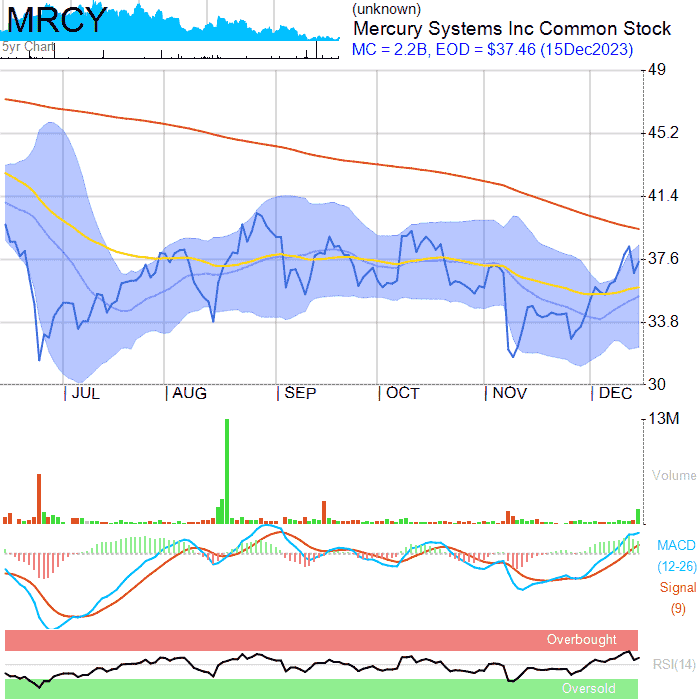 MRCY
5yr Chart
(unknown)
Mercury Systems Inc Common Stock
MC = 2.2B, EOD = $37.46 (15Dec2023)
49
45.2
41.4
37.6
33.8
30
JUL AUG SEP OCT NOV DEC
13M
Volume
MACD
(12-26)
Signal
(9)
Overbought
RSI(14)
Oversold